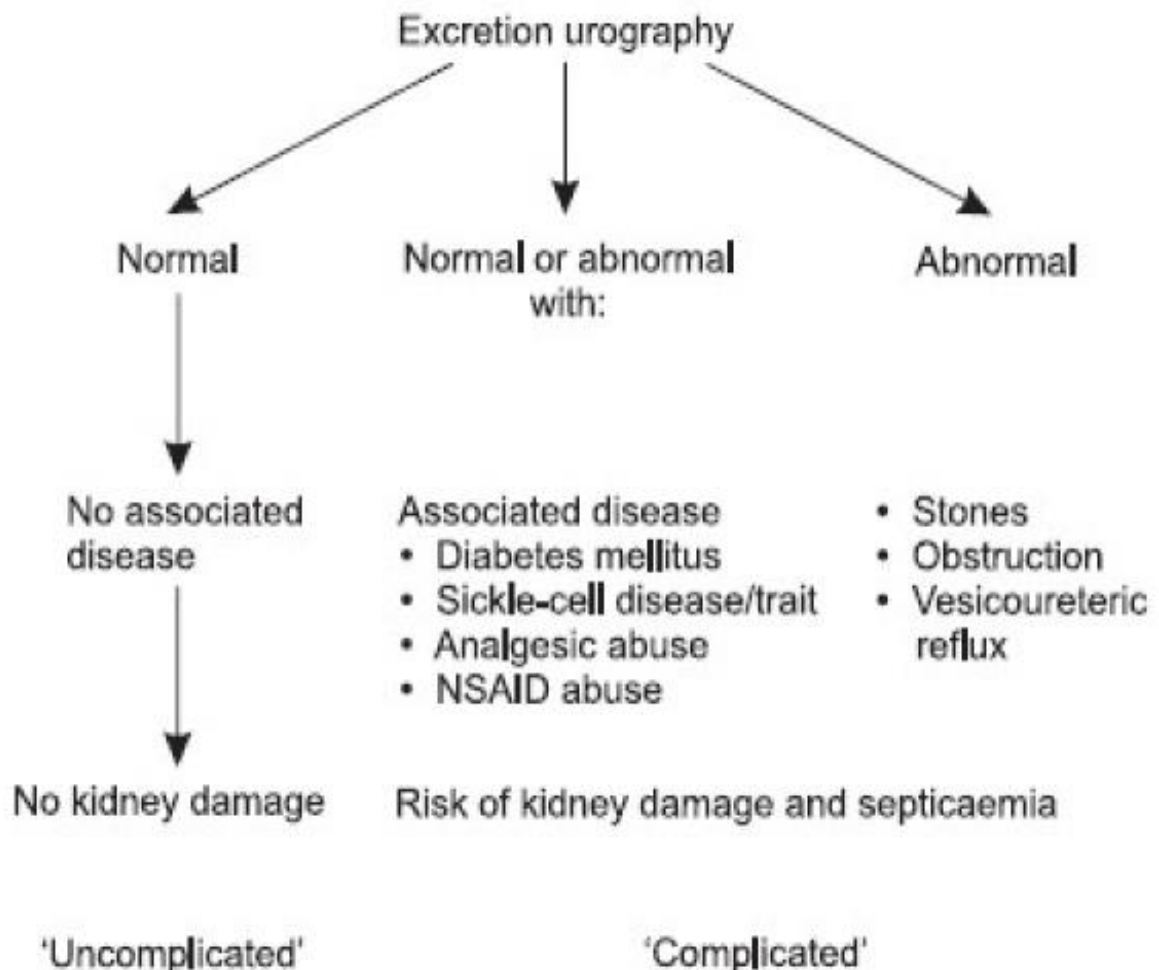 Excretion urography
Normal
Normal or abnormal
with:
Abnormal
No associated
disease
Associated disease
• Diabetes mellitus
• Sickle-cell disease/trait
• Analgesic abuse
• NSAID abuse
• Stones
• Obstruction
• Vesicoureteric
reflux
No kidney damage
Risk of kidney damage and septicaemia
‘Uncomplicated’
‘Complicated’